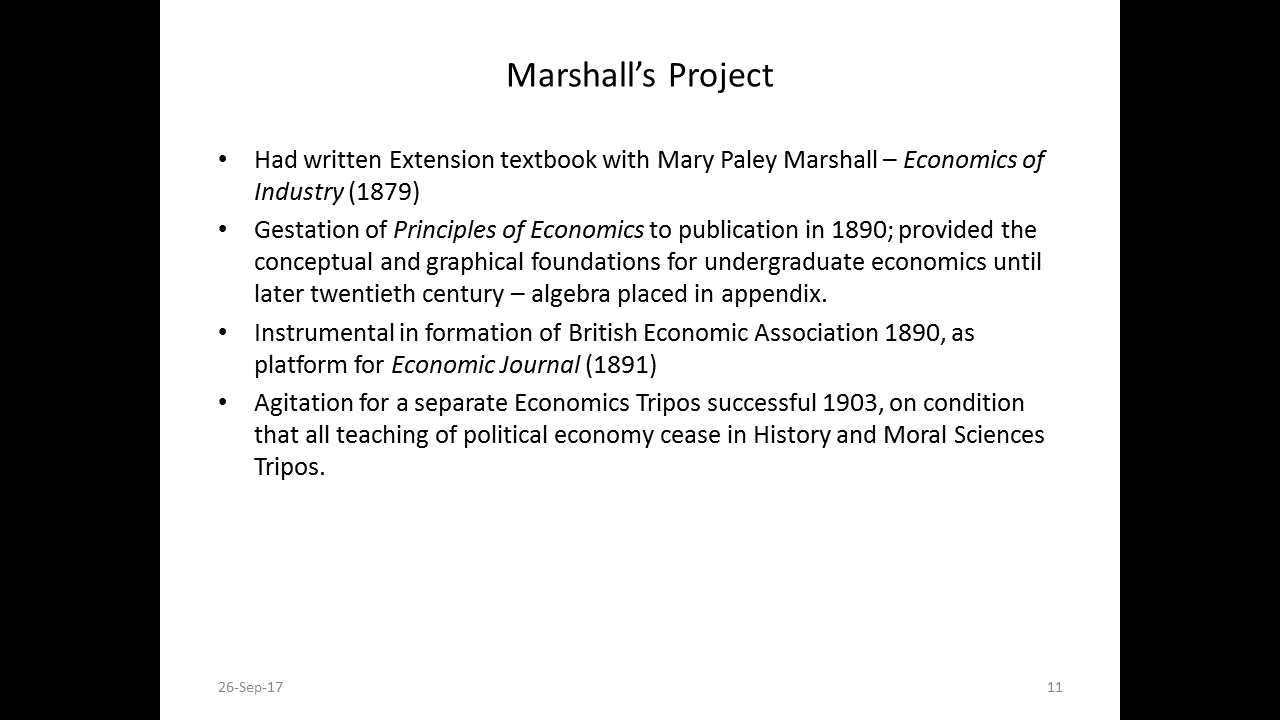 Marshall’s Project
• Had written Extension textbook with Mary Paley Marshall – Economics of
Industry (1879)
• Gestation of Principles of Economics to publication in 1890; provided the
conceptual and graphical foundations for undergraduate economics until
later twentieth century – algebra placed in appendix.
• Instrumental in formation of British Economic Association 1890, as
platform for Economic Journal (1891)
• Agitation for a separate Economics Tripos successful 1903, on condition
that all teaching of political economy cease in History and Moral Sciences
Tripos.
26-Sep-17
11